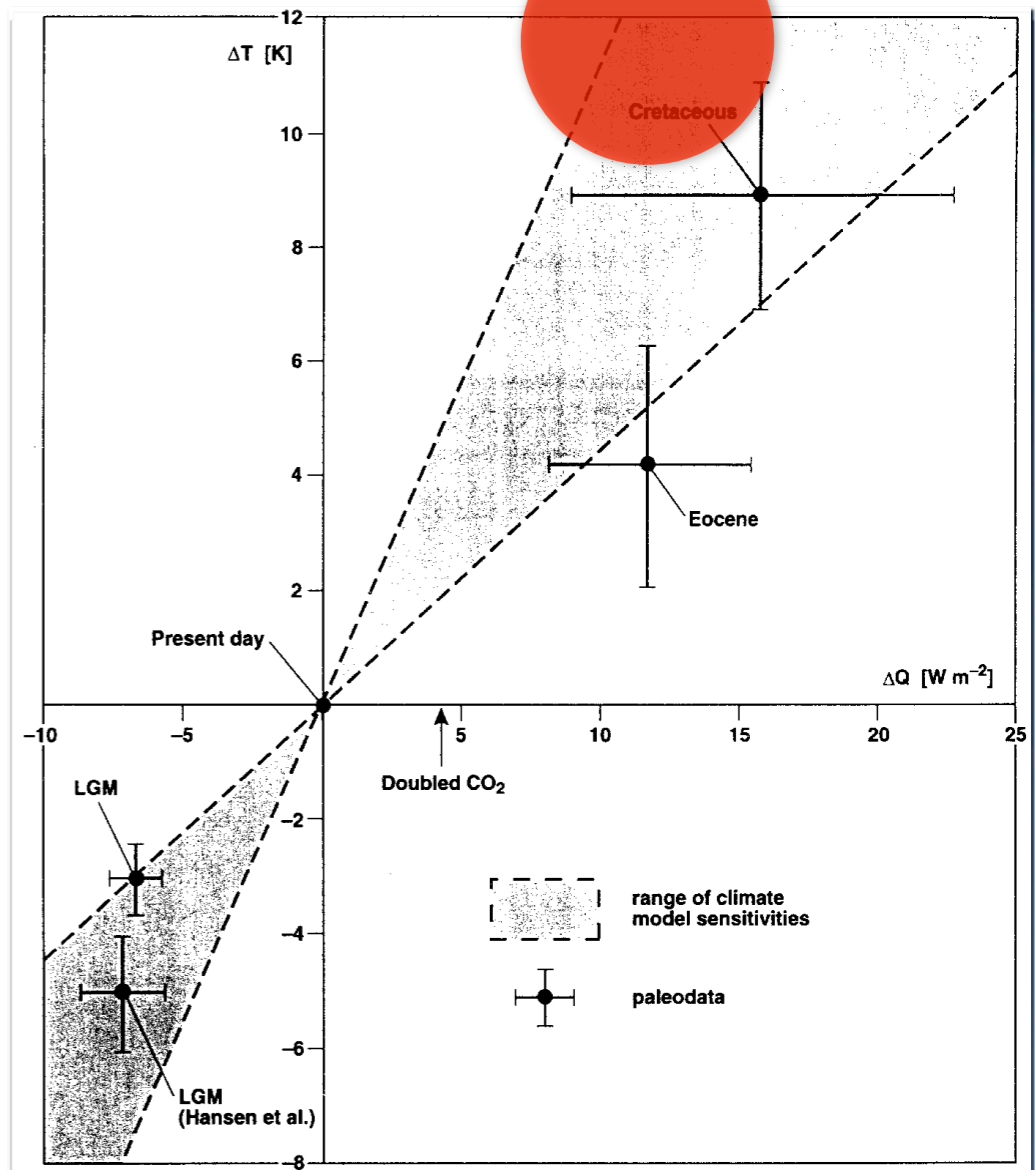 12
ΔT [K]
Cretaceous
10
8
6
Eocene
4
2
Present day
ΔQ [W m⁻²]
−10
−5
5
10
15
20
25
Doubled CO₂
LGM
−2
range of climate
model sensitivities
−4
paleodata
−6
LGM
(Hansen et al.)
−8